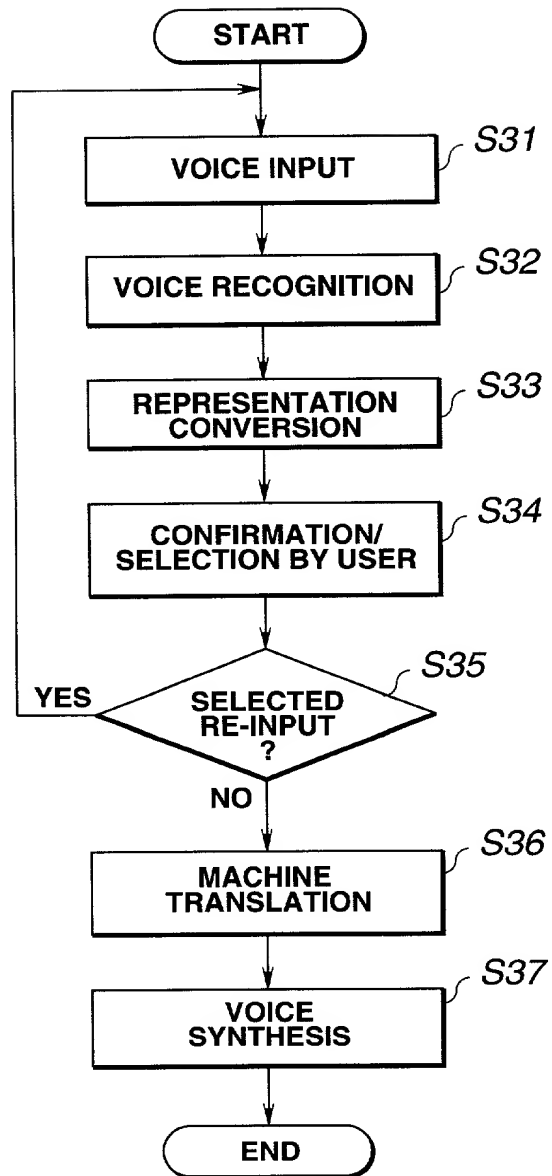 START
VOICE INPUT
S31
VOICE RECOGNITION
S32
REPRESENTATION
CONVERSION
S33
CONFIRMATION/
SELECTION BY USER
S34
SELECTED
RE-INPUT
?
S35
YES
NO
MACHINE
TRANSLATION
S36
VOICE
SYNTHESIS
S37
END